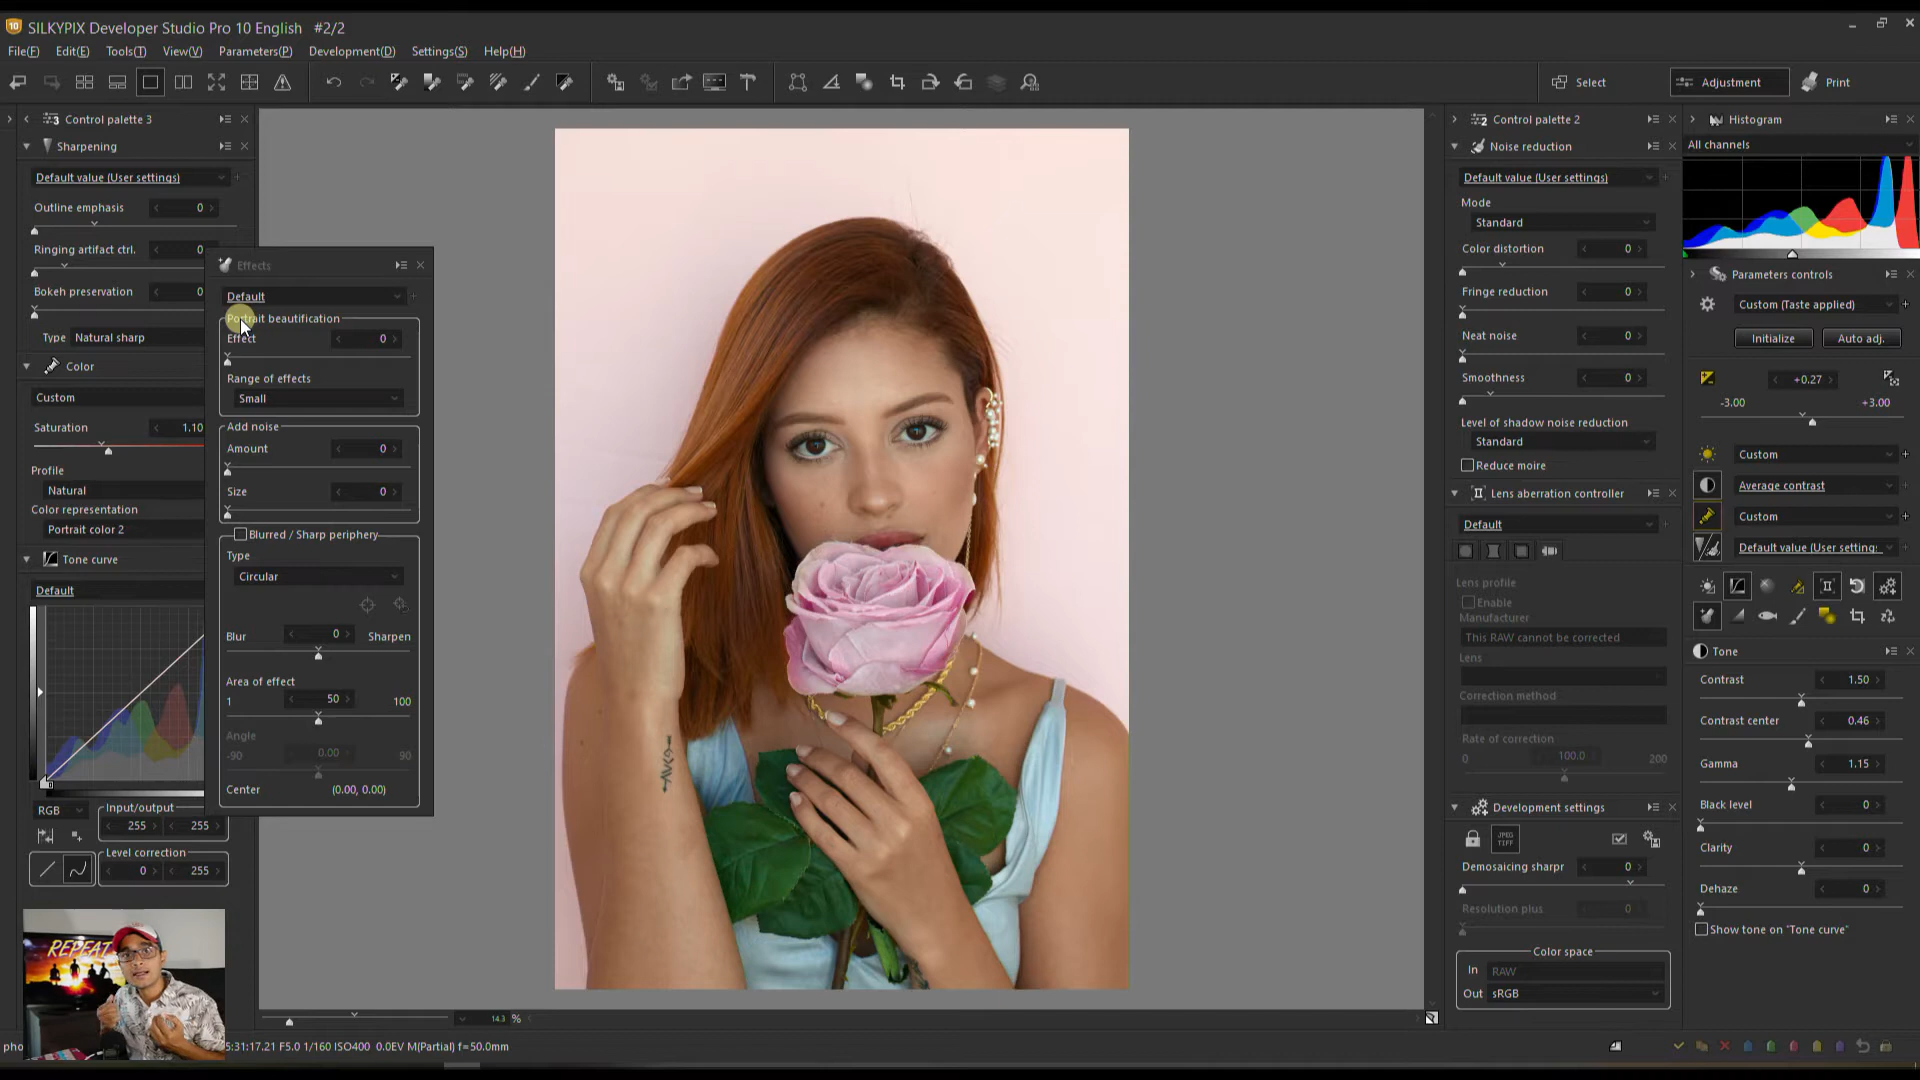 SILKYPIX Developer Studio Pro 10 English #2/2
File(F) Edit(E) Tools(T) View(V) Parameters(P) Development(D) Settings(S) Help(H)
Select
Adjustment
Print
Control palette 3
Sharpening
Default value (User settings)
Outline emphasis 0
Ringing artifact ctrl. 0
Bokeh preservation 0
Type Natural sharp
Color
Custom
Saturation 1.10
Profile
Natural
Color representation
Portrait color 2
Tone curve
Default
RGB
Input/output
255 255
Level correction
0 255
Effects
Default
Portrait beautification
Effect 0
Range of effects
Small
Add noise
Amount 0
Size 0
Blurred / Sharp periphery
Type
Circular
Blur 0 Sharpen
Area of effect
1 50 100
Angle
-90 0.00 90
Center (0.00, 0.00)
REPEAT
14.3 %
pho
5:31:17.21 F5.0 1/160 ISO400 0.0EV M(Partial) f=50.0mm
Control palette 2
Noise reduction
Default value (User settings)
Mode
Standard
Color distortion 0
Fringe reduction 0
Neat noise 0
Smoothness 0
Level of shadow noise reduction
Standard
Reduce moire
Lens aberration controller
Default
Lens profile
Enable
Manufacturer
This RAW cannot be corrected
Lens
Correction method
Rate of correction
0 100.0 200
Development settings
JPEG
TIFF
Demosaicing sharpr 0
Resolution plus 0
Color space
In RAW
Out sRGB
Histogram
All channels
Parameters controls
Custom (Taste applied)
Initialize
Auto adj.
+0.27
-3.00 +3.00
Custom
Average contrast
Custom
Default value (User setting:
Tone
Contrast 1.50
Contrast center 0.46
Gamma 1.15
Black level 0
Clarity 0
Dehaze 0
Show tone on "Tone curve"